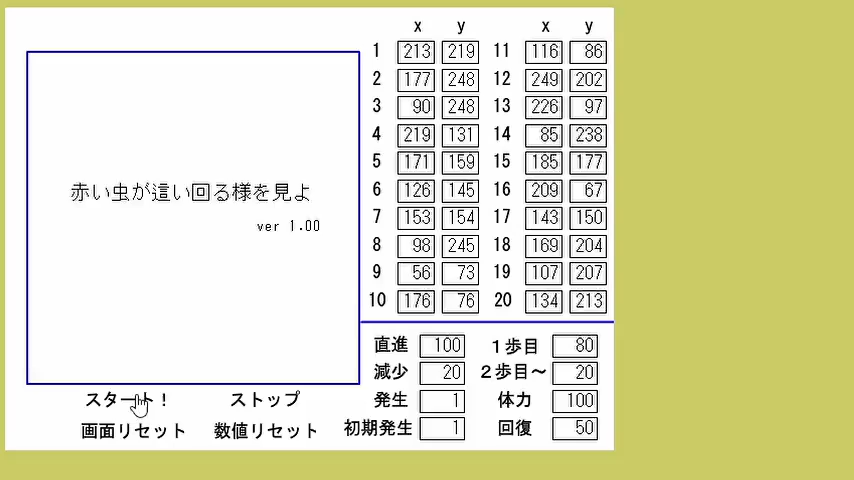 x y x y
1 213 219 11 116 86
2 177 248 12 249 202
3 90 248 13 226 97
4 219 131 14 85 238
5 171 159 15 185 177
6 126 145 16 209 67
7 153 154 17 143 150
8 98 245 18 169 204
9 56 73 19 107 207
10 176 76 20 134 213
赤い虫が這い回る様を見よ
ver 1.00
直進 100 1歩目 80
減少 20 2歩目～ 20
発生 1 体力 100
初期発生 1 回復 50
スタート! ストップ
画面リセット 数値リセット